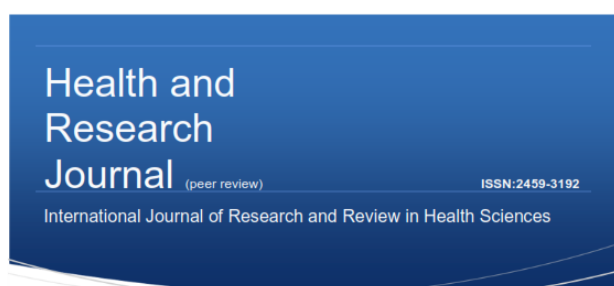 Health and
Research
Journal (peer review) ISSN:2459-3192
International Journal of Research and Review in Health Sciences